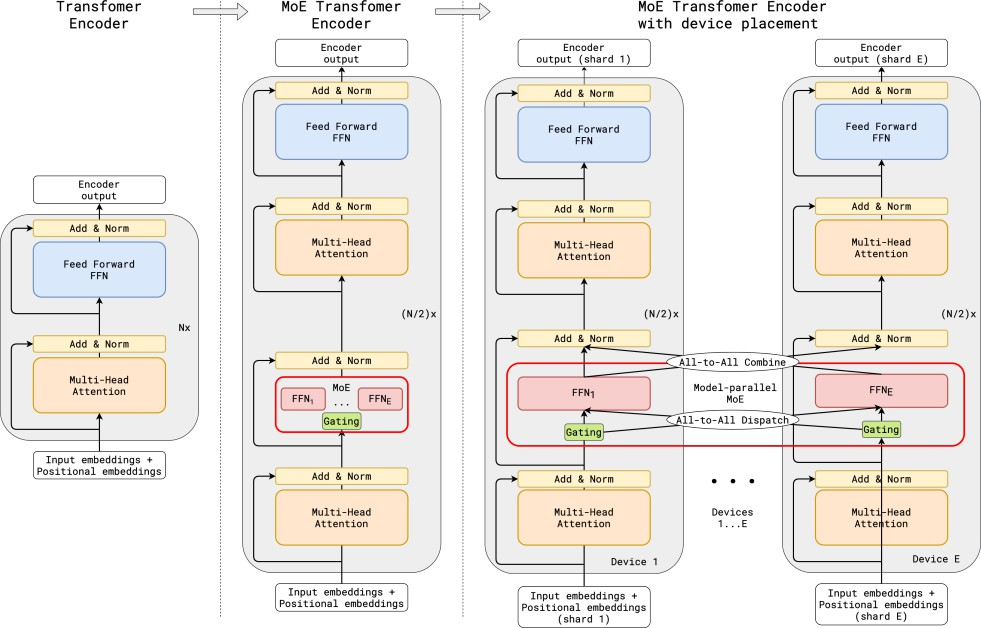 Transfomer
Encoder
Encoder
output
Add & Norm
Feed Forward
FFN
Nx
Add & Norm
Multi-Head
Attention
Input embeddings +
Positional embeddings
MoE Transfomer
Encoder
Encoder
output
Add & Norm
Feed Forward
FFN
Add & Norm
Multi-Head
Attention
(N/2)x
Add & Norm
MoE
FFN1 ... FFNE
Gating
Add & Norm
Multi-Head
Attention
Input embeddings +
Positional embeddings
MoE Transfomer Encoder
with device placement
Encoder
output (shard 1)
Add & Norm
Feed Forward
FFN
Add & Norm
Multi-Head
Attention
(N/2)x
Add & Norm
FFN1
Gating
Add & Norm
Multi-Head
Attention
Device 1
Input embeddings +
Positional embeddings
(shard 1)
All-to-All Combine
Model-parallel
MoE
All-to-All Dispatch
• • •
Devices
1...E
Encoder
output (shard E)
Add & Norm
Feed Forward
FFN
Add & Norm
Multi-Head
Attention
(N/2)x
Add & Norm
FFNE
Gating
Add & Norm
Multi-Head
Attention
Device E
Input embeddings +
Positional embeddings
(shard E)